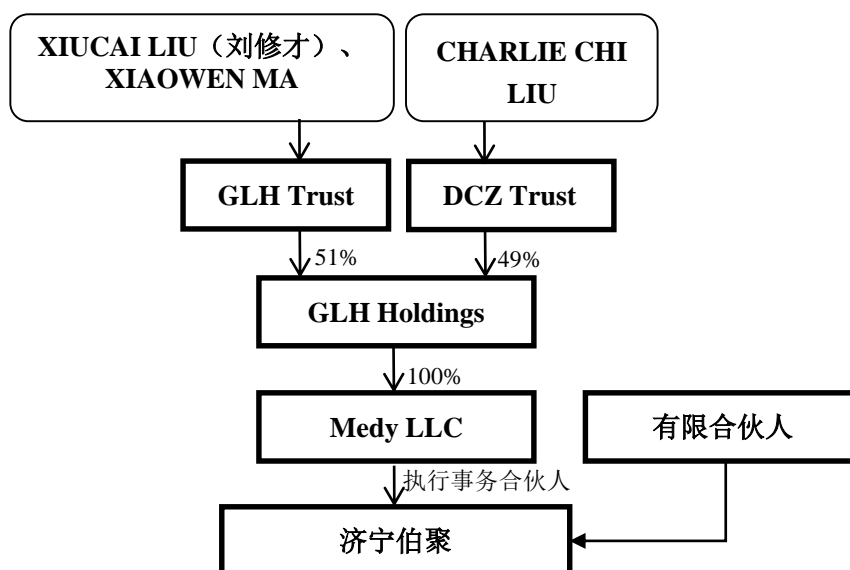 XIUCAI LIU（刘修才）、
XIAOWEN MA
CHARLIE CHI
LIU
GLH Trust
DCZ Trust
51%
49%
GLH Holdings
100%
Medy LLC
有限合伙人
执行事务合伙人
济宁伯聚